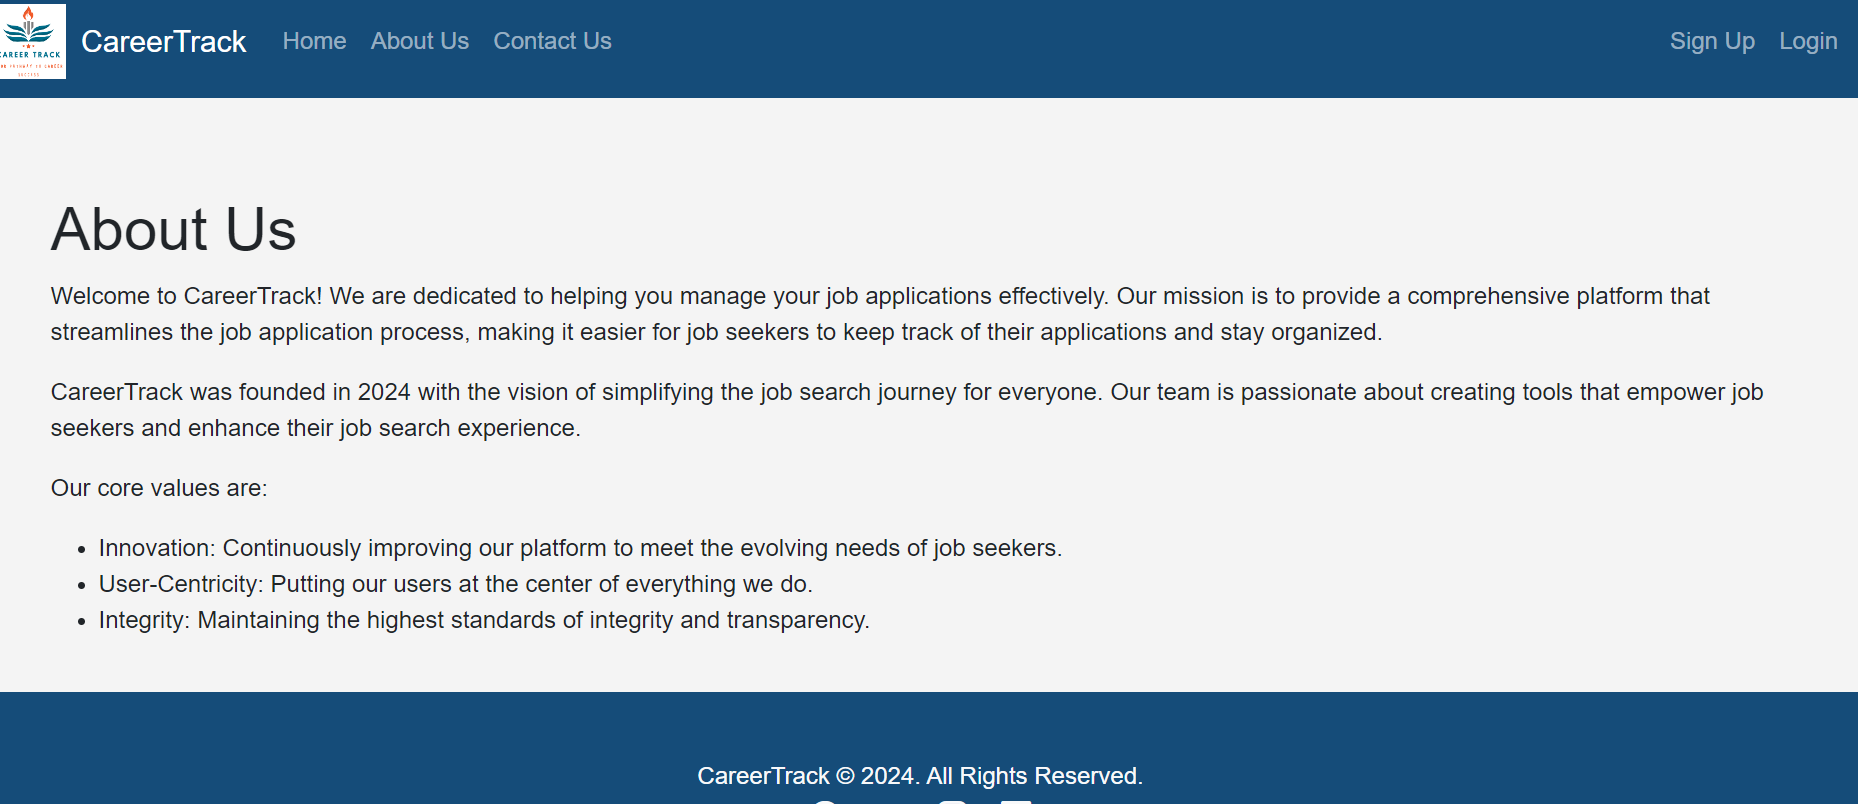 CAREER TRACK
CareerTrack Home About Us Contact Us Sign Up Login
About Us
Welcome to CareerTrack! We are dedicated to helping you manage your job applications effectively. Our mission is to provide a comprehensive platform that
streamlines the job application process, making it easier for job seekers to keep track of their applications and stay organized.
CareerTrack was founded in 2024 with the vision of simplifying the job search journey for everyone. Our team is passionate about creating tools that empower job
seekers and enhance their job search experience.
Our core values are:
• Innovation: Continuously improving our platform to meet the evolving needs of job seekers.
• User-Centricity: Putting our users at the center of everything we do.
• Integrity: Maintaining the highest standards of integrity and transparency.
CareerTrack © 2024. All Rights Reserved.